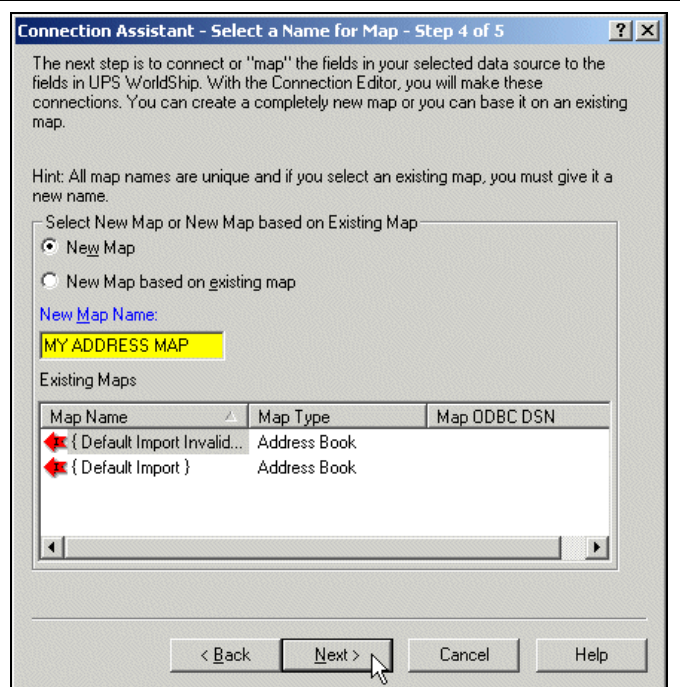 Connection Assistant - Select a Name for Map - Step 4 of 5
The next step is to connect or "map" the fields in your selected data source to the
fields in UPS WorldShip. With the Connection Editor, you will make these
connections. You can create a completely new map or you can base it on an existing
map.
Hint: All map names are unique and if you select an existing map, you must give it a
new name.
Select New Map or New Map based on Existing Map
New Map
New Map based on existing map
New Map Name:
MY ADDRESS MAP
Existing Maps
Map Name Map Type Map ODBC DSN
{ Default Import Invalid... Address Book
{ Default Import } Address Book
< Back Next > Cancel Help